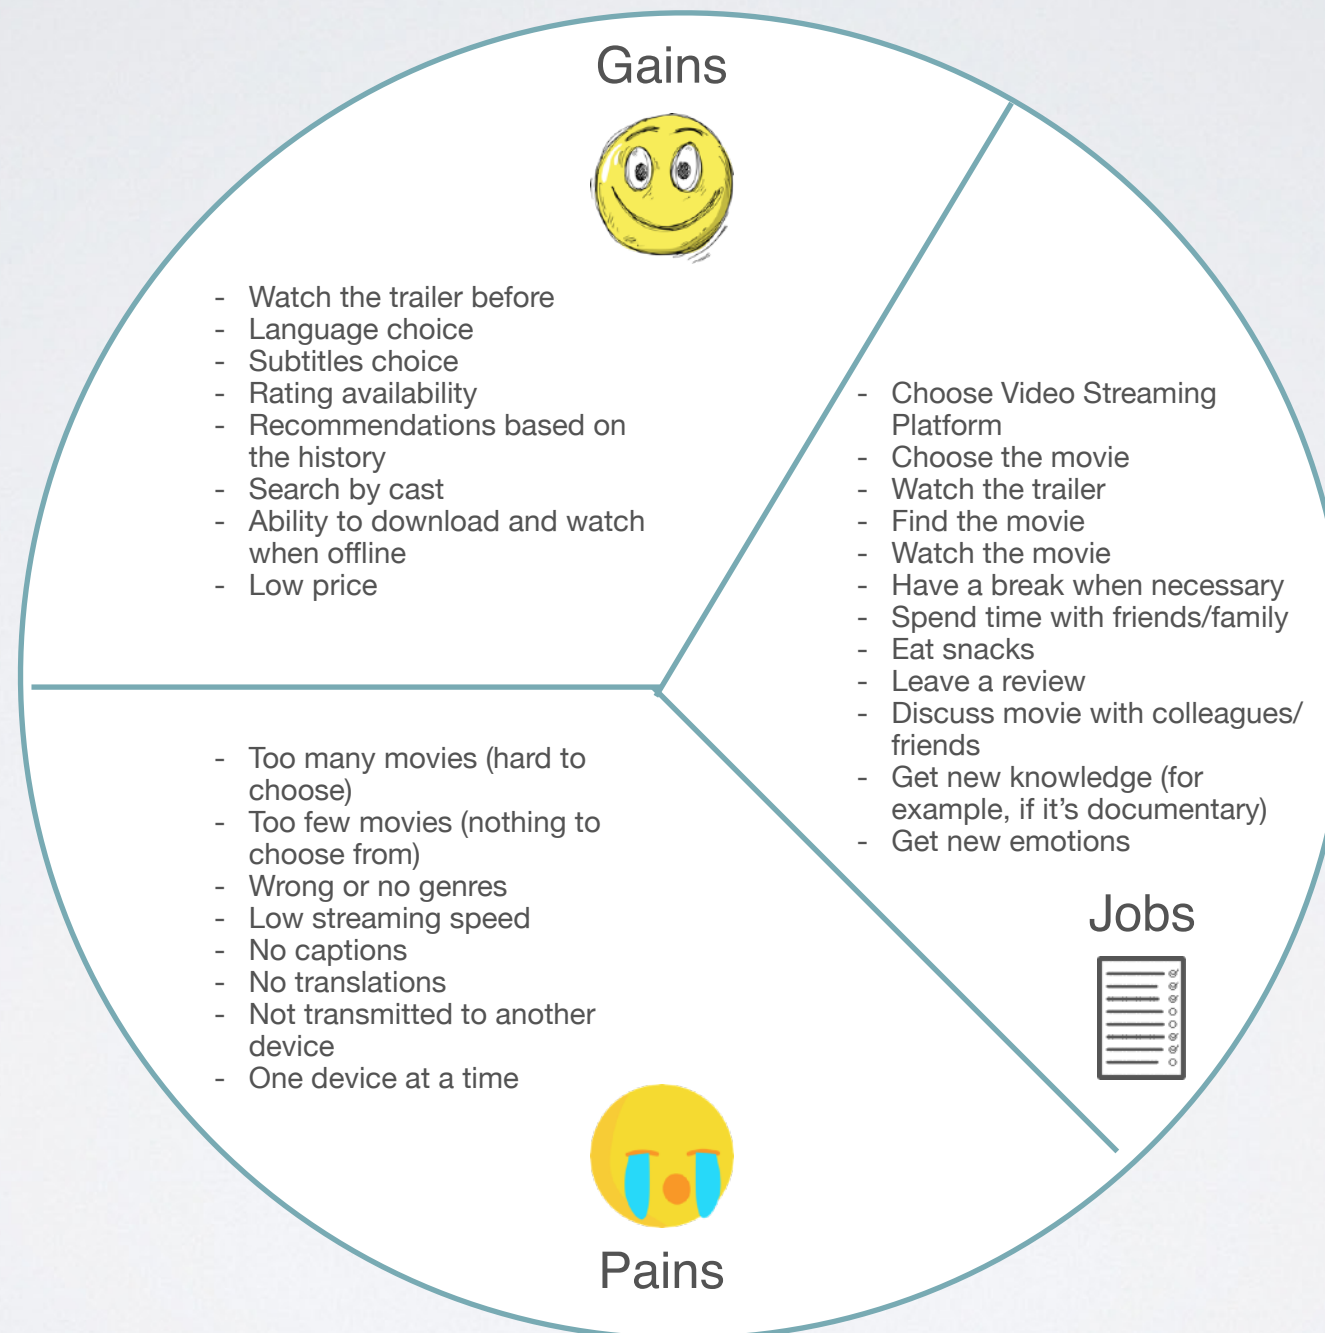 Gains
- Watch the trailer before
- Language choice
- Subtitles choice
- Rating availability
- Recommendations based on
the history
- Search by cast
- Ability to download and watch
when offline
- Low price
- Choose Video Streaming
Platform
- Choose the movie
- Watch the trailer
- Find the movie
- Watch the movie
- Have a break when necessary
- Spend time with friends/family
- Eat snacks
- Leave a review
- Discuss movie with colleagues/
friends
- Get new knowledge (for
example, if it’s documentary)
- Get new emotions
Jobs
- Too many movies (hard to
choose)
- Too few movies (nothing to
choose from)
- Wrong or no genres
- Low streaming speed
- No captions
- No translations
- Not transmitted to another
device
- One device at a time
Pains